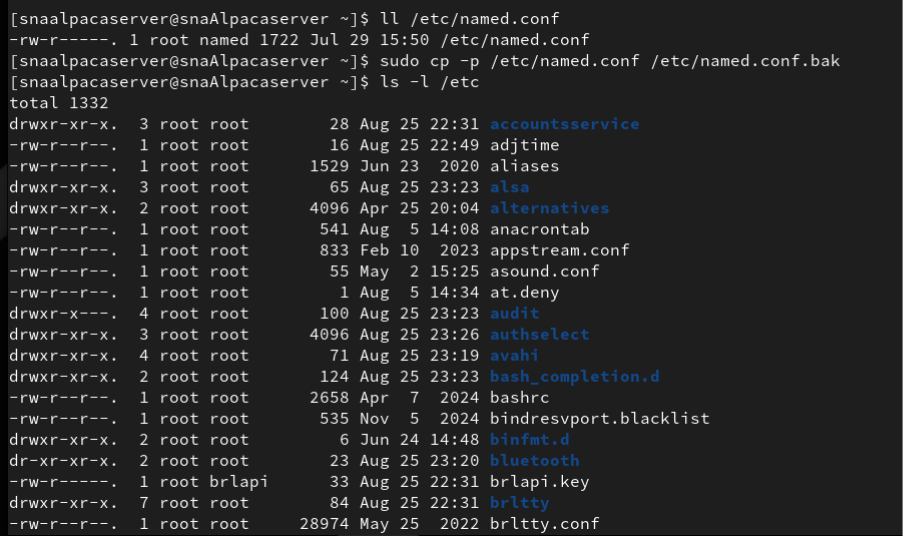 [snaalpacaserver@snaAlpacaserver ~]$ ll /etc/named.conf
-rw-r-----. 1 root named 1722 Jul 29 15:50 /etc/named.conf
[snaalpacaserver@snaAlpacaserver ~]$ sudo cp -p /etc/named.conf /etc/named.conf.bak
[snaalpacaserver@snaAlpacaserver ~]$ ls -l /etc
total 1332
drwxr-xr-x.  3 root root        28 Aug 25 22:31 accountsservice
-rw-r--r--.  1 root root        16 Aug 25 22:49 adjtime
-rw-r--r--.  1 root root      1529 Jun 23  2020 aliases
drwxr-xr-x.  3 root root        65 Aug 25 23:23 alsa
drwxr-xr-x.  2 root root      4096 Apr 25 20:04 alternatives
-rw-r--r--.  1 root root       541 Aug  5 14:08 anacrontab
-rw-r--r--.  1 root root       833 Feb 10  2023 appstream.conf
-rw-r--r--.  1 root root        55 May  2 15:25 asound.conf
-rw-r--r--.  1 root root         1 Aug  5 14:34 at.deny
drwxr-x---.  4 root root       100 Aug 25 23:23 audit
drwxr-xr-x.  3 root root      4096 Aug 25 23:26 authselect
drwxr-xr-x.  4 root root        71 Aug 25 23:19 avahi
drwxr-xr-x.  2 root root       124 Aug 25 23:23 bash_completion.d
-rw-r--r--.  1 root root      2658 Apr  7  2024 bashrc
-rw-r--r--.  1 root root       535 Nov  5  2024 bindresvport.blacklist
drwxr-xr-x.  2 root root         6 Jun 24 14:48 binfmt.d
dr-xr-xr-x.  2 root root        23 Aug 25 23:20 bluetooth
-rw-r-----.  1 root brlapi      33 Aug 25 22:31 brlapi.key
drwxr-xr-x.  7 root root        84 Aug 25 22:31 brltty
-rw-r--r--.  1 root root     28974 May 25  2022 brltty.conf